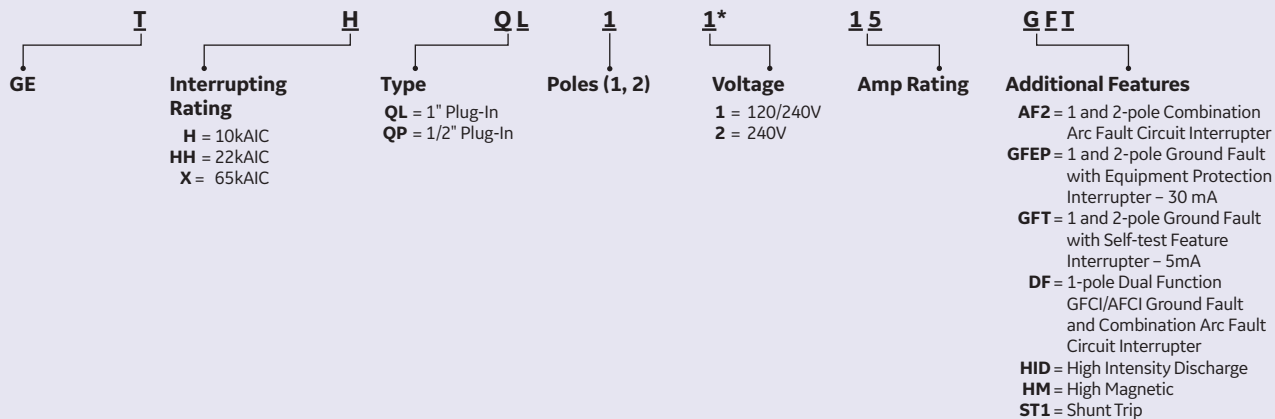 T H QL 1 1* 15 GFT
GE
Interrupting
Rating
H = 10kAIC
HH = 22kAIC
X = 65kAIC
Type
QL = 1" Plug-In
QP = 1/2" Plug-In
Poles (1, 2)
Voltage
1 = 120/240V
2 = 240V
Amp Rating
Additional Features
AF2 = 1 and 2-pole Combination
Arc Fault Circuit Interrupter
GFEP = 1 and 2-pole Ground Fault
with Equipment Protection
Interrupter – 30 mA
GFT = 1 and 2-pole Ground Fault
with Self-test Feature
Interrupter – 5mA
DF = 1-pole Dual Function
GFCI/AFCI Ground Fault
and Combination Arc Fault
Circuit Interrupter
HID = High Intensity Discharge
HM = High Magnetic
ST1 = Shunt Trip